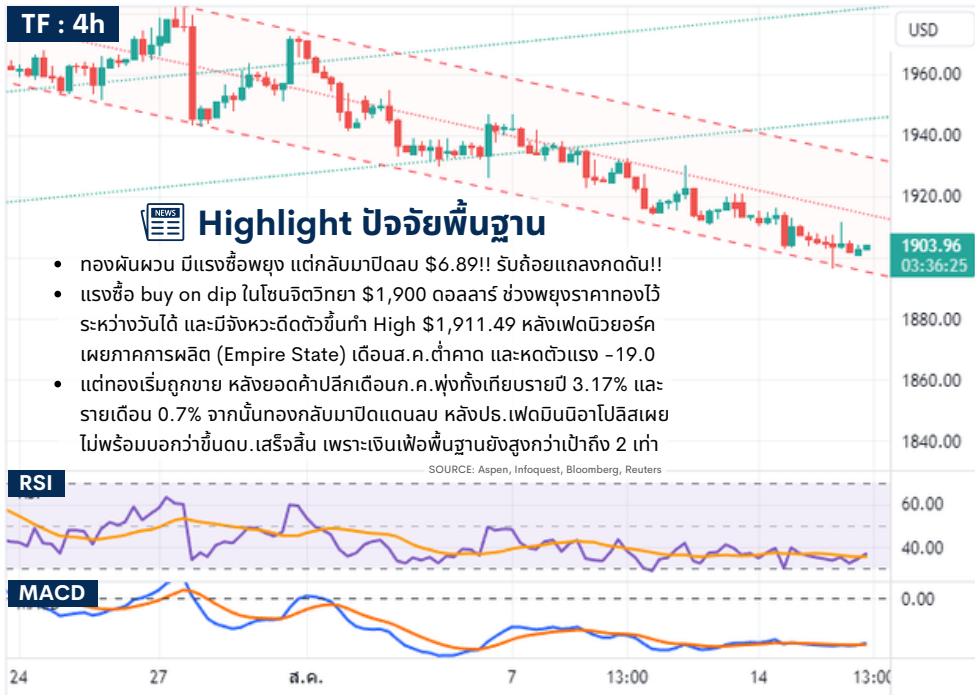 TF : 4h
USD
1960.00
1940.00
1920.00
1903.96
03:36:25
1880.00
1860.00
1840.00
NEWS
Highlight ปัจจัยพื้นฐาน
• ทองผันผวน มีแรงซื้อพยุง แต่กลับมาปิดลบ $6.89!! รับถ้อยแถลงกดดัน!!
• แรงซื้อ buy on dip ในโซนจิตวิทยา $1,900 ดอลลาร์ ช่วยพยุงราคาทองไว้
ระหว่างวันได้ และมีจังหวะดีดตัวขึ้นทำ High $1,911.49 หลังเฟดนิวยอร์ค
เผยภาคการผลิต (Empire State) เดือนส.ค.ต่ำคาด และหดตัวแรง -19.0
• แต่ทองเริ่มถูกขาย หลังยอดค้าปลีกเดือนก.ค.พุ่งทั้งเทียบรายปี 3.17% และ
รายเดือน 0.7% จากนั้นทองกลับมาปิดแดนลบ หลังปธ.เฟดมินนิอาโปลิสเผย
ไม่พร้อมบอกว่าขึ้นดบ.เสร็จสิ้น เพราะเงินเฟ้อพื้นฐานยังสูงกว่าเป้าถึง 2 เท่า
SOURCE: Aspen, Infoquest, Bloomberg, Reuters
RSI
60.00
40.00
MACD
0.00
24 27 ส.ค. 7 13:00 14 13:00